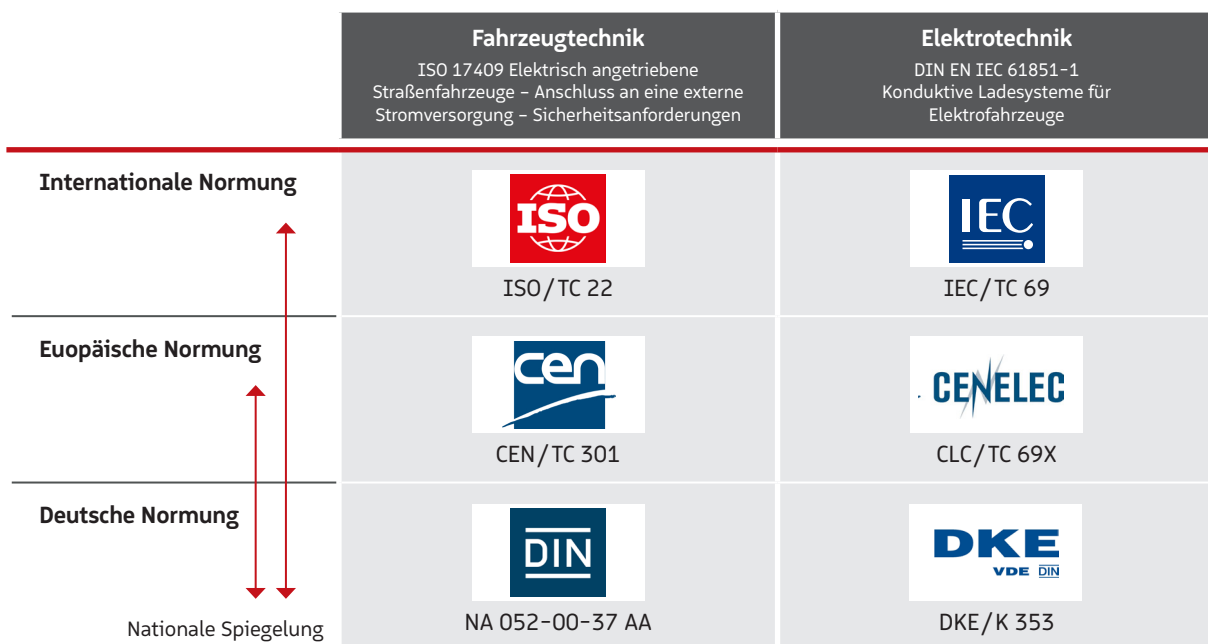 Fahrzeugtechnik
ISO 17409 Elektrisch angetriebene
Straßenfahrzeuge – Anschluss an eine externe
Stromversorgung – Sicherheitsanforderungen
Elektrotechnik
DIN EN IEC 61851-1
Konduktive Ladesysteme für
Elektrofahrzeuge
Internationale Normung
ISO
ISO/TC 22
IEC
IEC/TC 69
Euopäische Normung
cen
CEN/TC 301
CENELEC
CLC/TC 69X
Deutsche Normung
DIN
NA 052-00-37 AA
DKE
VDE DIN
DKE/K 353
Nationale Spiegelung